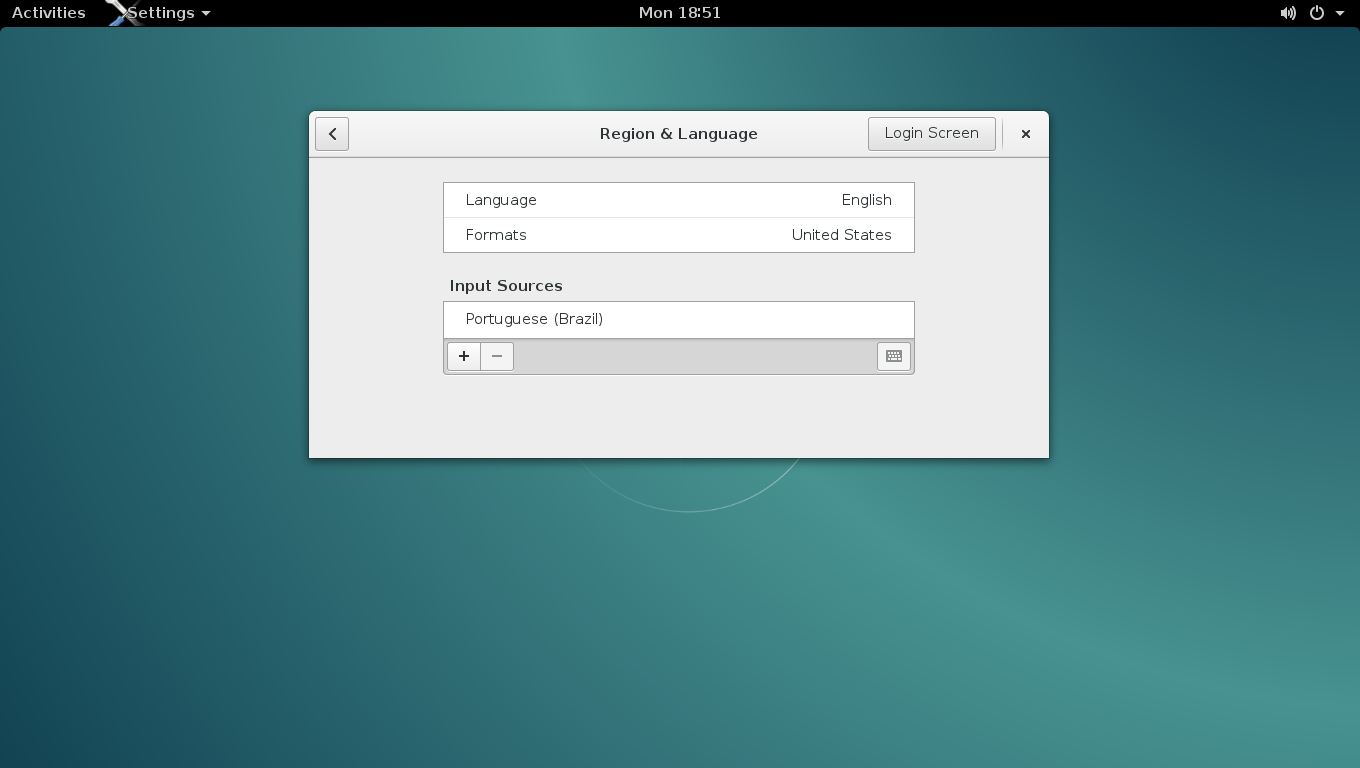 Activities Settings Mon 18:51
Region & Language Login Screen
Language English
Formats United States
Input Sources
Portuguese (Brazil)